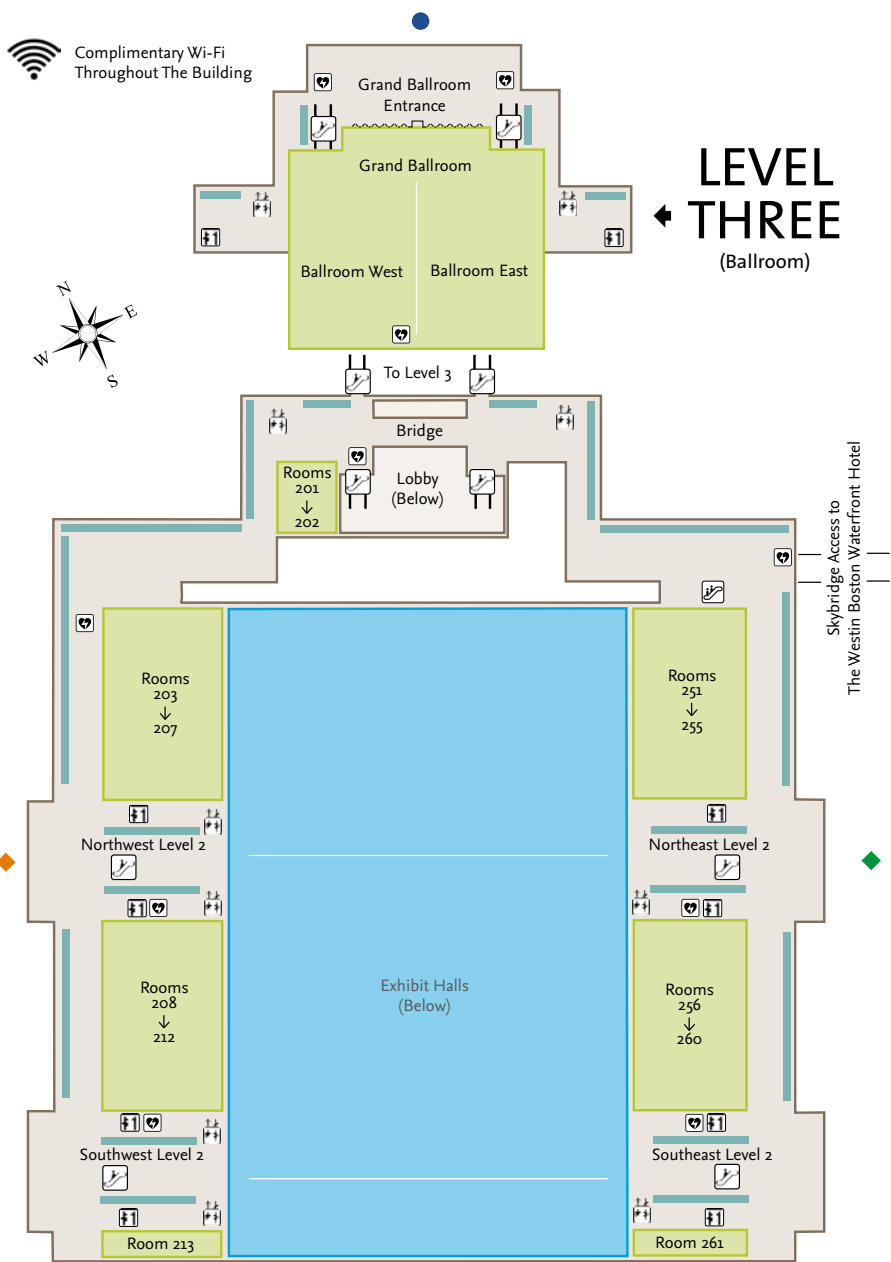 Complimentary Wi-Fi
Throughout The Building
Grand Ballroom
Entrance
Grand Ballroom
LEVEL
THREE
(Ballroom)
Ballroom West
Ballroom East
N
E
W
S
To Level 3
Bridge
Rooms
201
↓
202
Lobby
(Below)
Skybridge Access to
The Westin Boston Waterfront Hotel
Rooms
203
↓
207
Rooms
251
↓
255
Northwest Level 2
Northeast Level 2
Rooms
208
↓
212
Exhibit Halls
(Below)
Rooms
256
↓
260
Southwest Level 2
Southeast Level 2
Room 213
Room 261